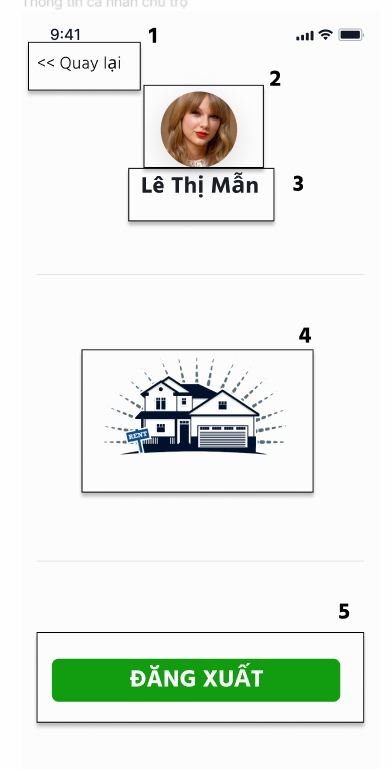 Thông tin cá nhân chủ trọ
9:41
1
<< Quay lại
2
Lê Thị Mẫn
3
4
RENT
5
ĐĂNG XUẤT